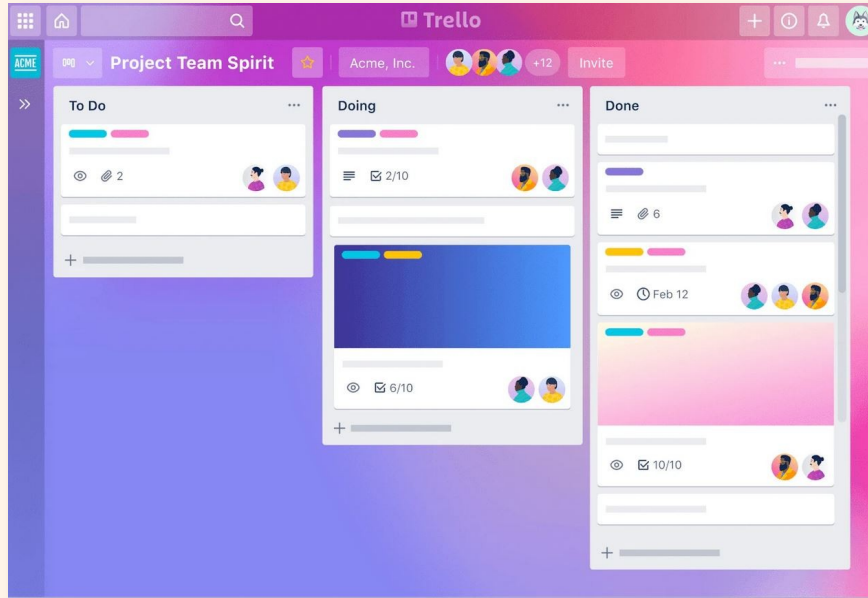 Trello
ACME
Project Team Spirit
Acme, Inc.
+12
Invite
To Do
2
Doing
2/10
6/10
Done
6
Feb 12
10/10